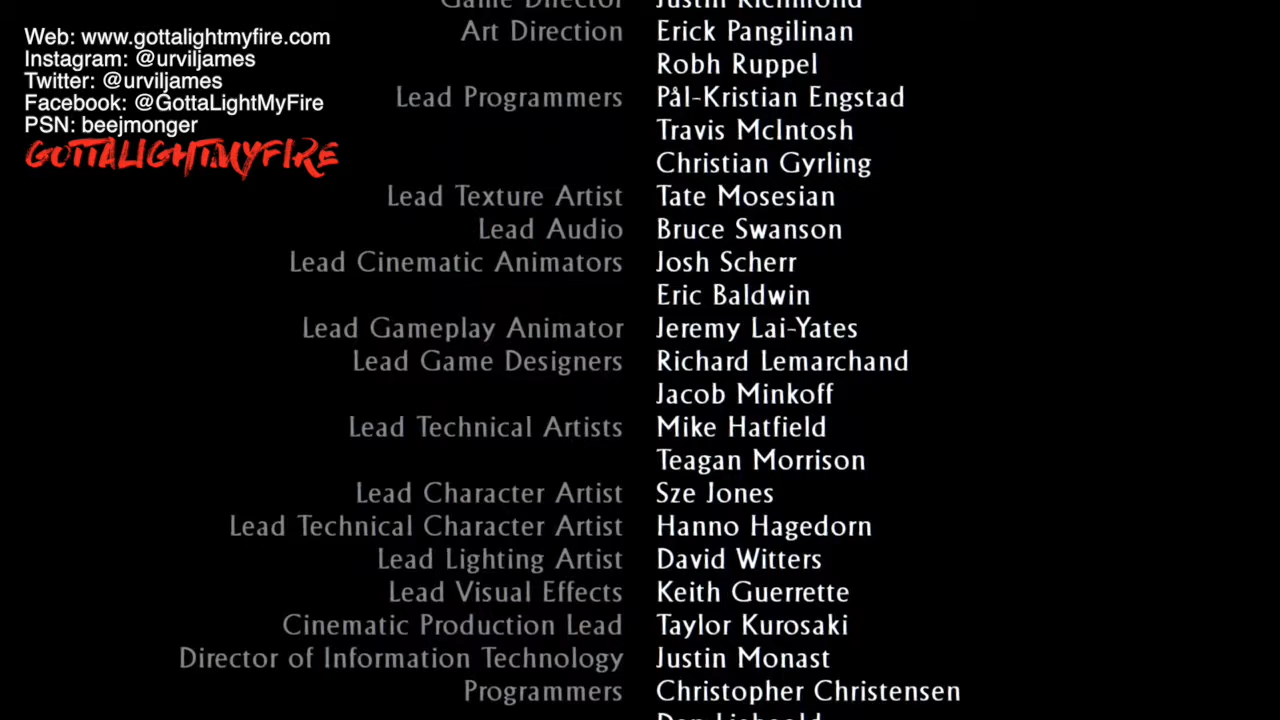 Web: www.gottalightmyfire.com
Instagram: @urviljames
Twitter: @urviljames
Facebook: @GottaLightMyFire
PSN: beejmonger
GOTTALIGHTMYFIRE
Game Director Justin Richmond
Art Direction Erick Pangilinan
Robh Ruppel
Lead Programmers Pål-Kristian Engstad
Travis McIntosh
Christian Gyrling
Lead Texture Artist Tate Mosesian
Lead Audio Bruce Swanson
Lead Cinematic Animators Josh Scherr
Eric Baldwin
Lead Gameplay Animator Jeremy Lai-Yates
Lead Game Designers Richard Lemarchand
Jacob Minkoff
Lead Technical Artists Mike Hatfield
Teagan Morrison
Lead Character Artist Sze Jones
Lead Technical Character Artist Hanno Hagedorn
Lead Lighting Artist David Witters
Lead Visual Effects Keith Guerrette
Cinematic Production Lead Taylor Kurosaki
Director of Information Technology Justin Monast
Programmers Christopher Christensen